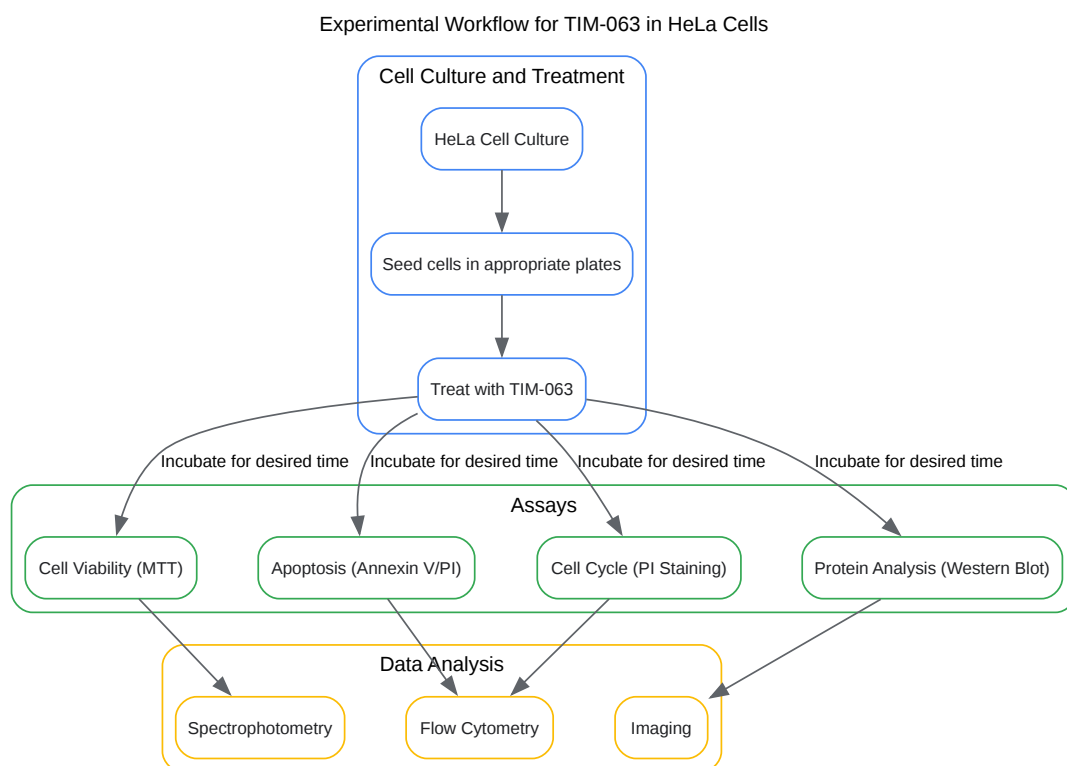 Experimental Workflow for TIM-063 in HeLa Cells
Cell Culture and Treatment
HeLa Cell Culture
Seed cells in appropriate plates
Treat with TIM-063
Incubate for desired time
Incubate for desired time
Incubate for desired time
Incubate for desired time
Assays
Cell Viability (MTT)
Apoptosis (Annexin V/PI)
Cell Cycle (PI Staining)
Protein Analysis (Western Blot)
Data Analysis
Spectrophotometry
Flow Cytometry
Imaging